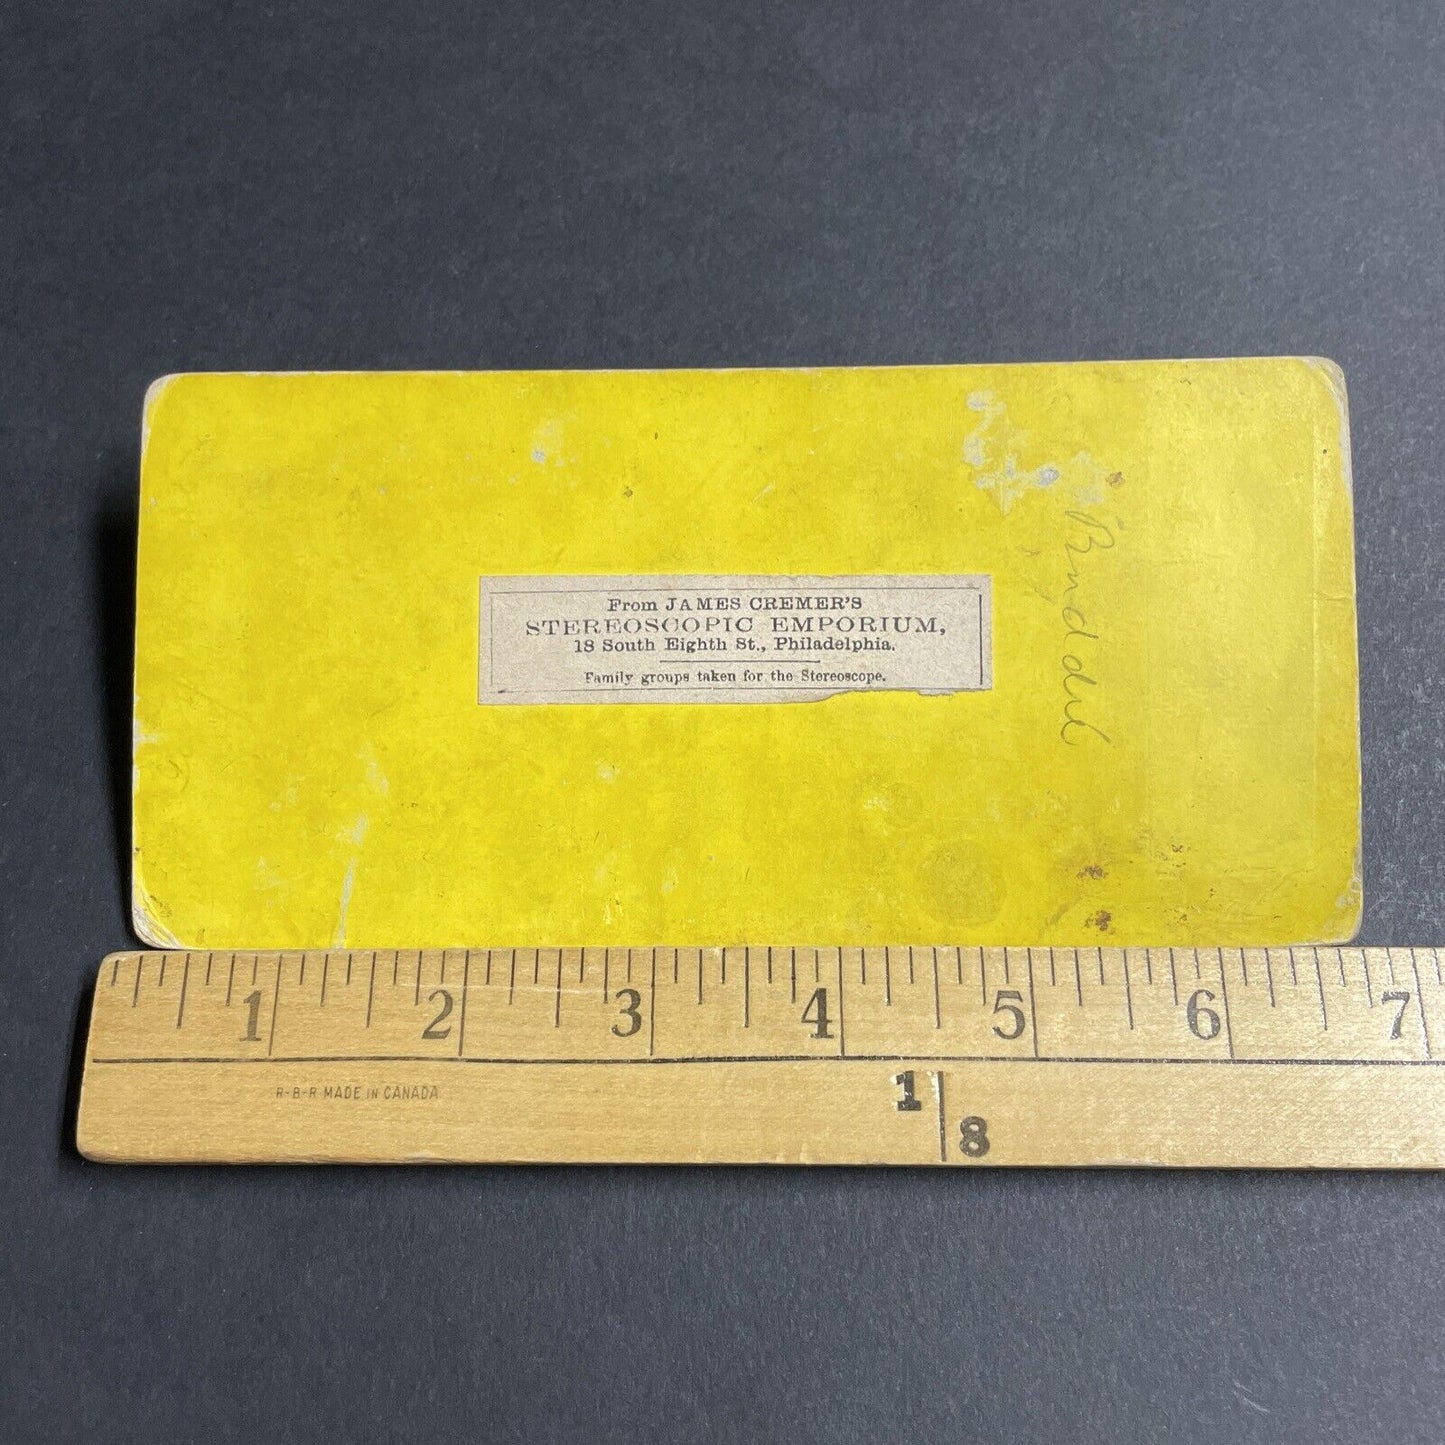 From JAMES CREMER'S
STEREOSCOPIC EMPORIUM,
18 South Eighth St., Philadelphia.
Family groups taken for the Stereoscope.
1 2 3 4 5 6 7
R-B-R MADE IN CANADA
1
8